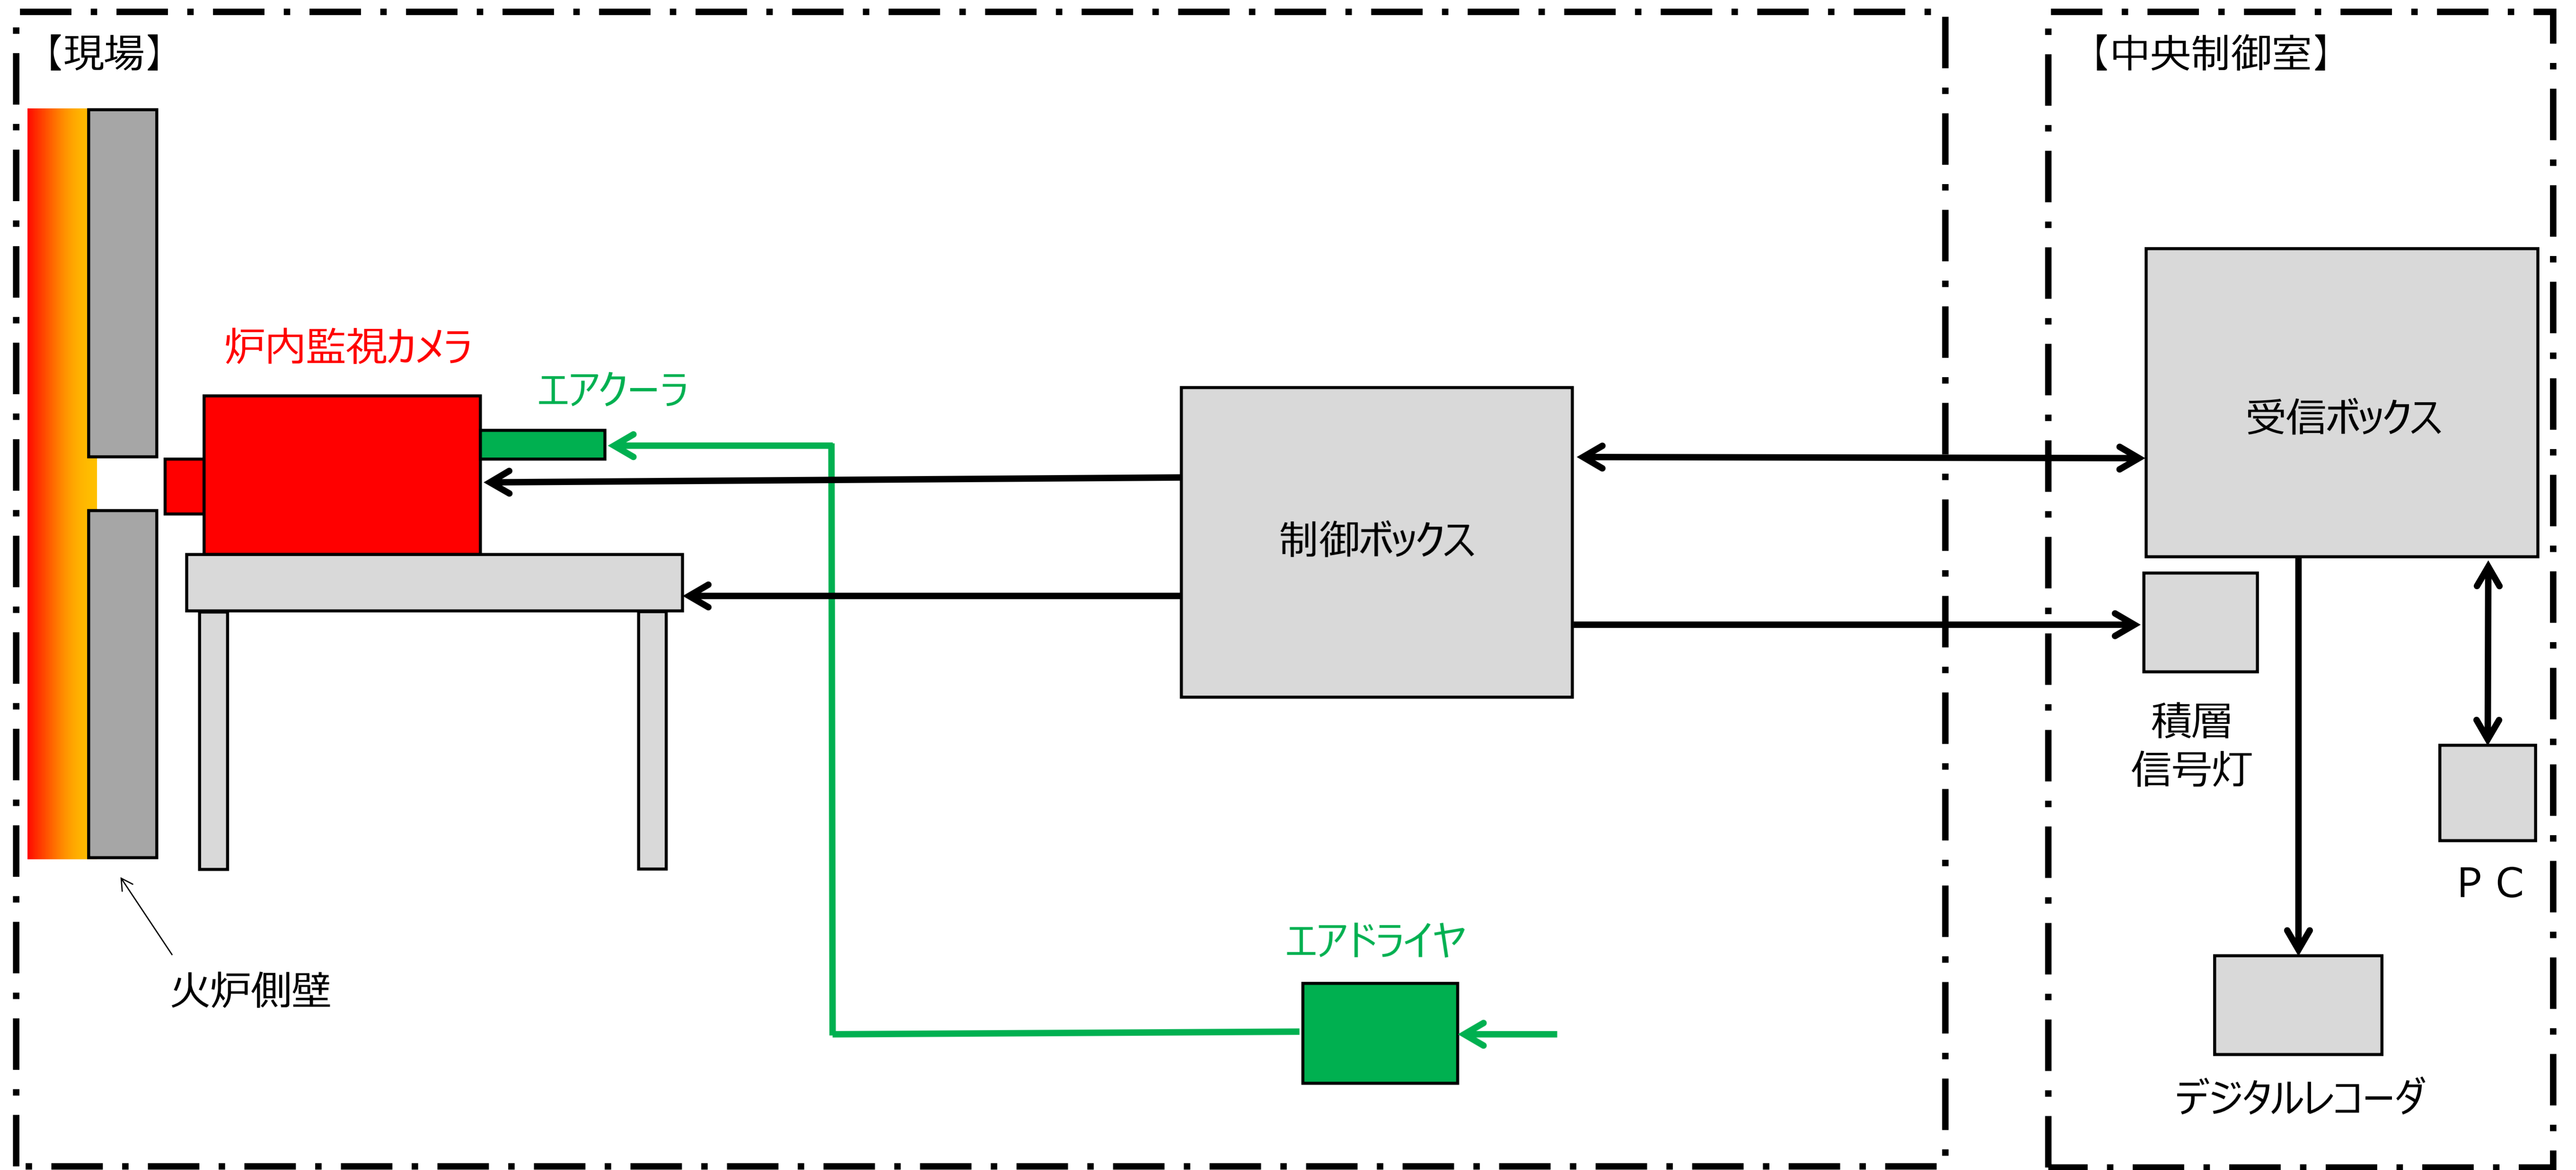 【現場】
【中央制御室】
炉内監視カメラ
エアクーラ
受信ボックス
制御ボックス
積層
信号灯
ＰＣ
エアドライヤ
火炉側壁
デジタルレコーダ